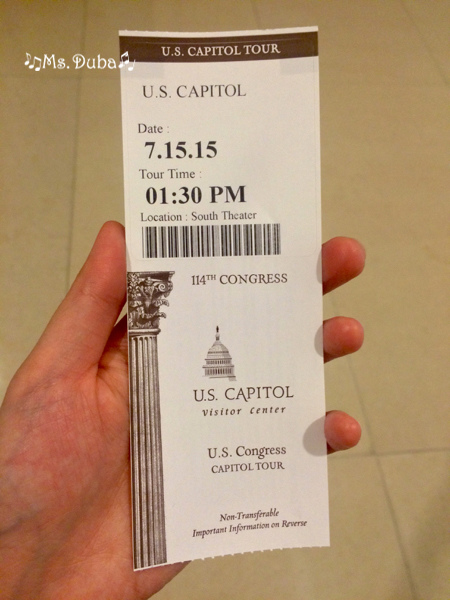 ♫Ms.Duba♫
U.S. CAPITOL TOUR
U.S. CAPITOL
Date :
7.15.15
Tour Time :
01:30 PM
Location : South Theater
114TH CONGRESS
U.S. CAPITOL
Visitor Center
U.S. Congress
CAPITOL TOUR
Non-Transferable
Important Information on Reverse